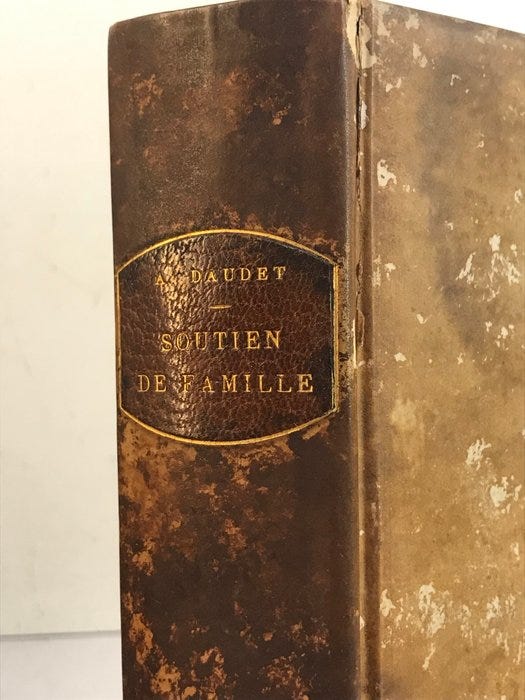 A. DAUDET
—
SOUTIEN
DE FAMILLE